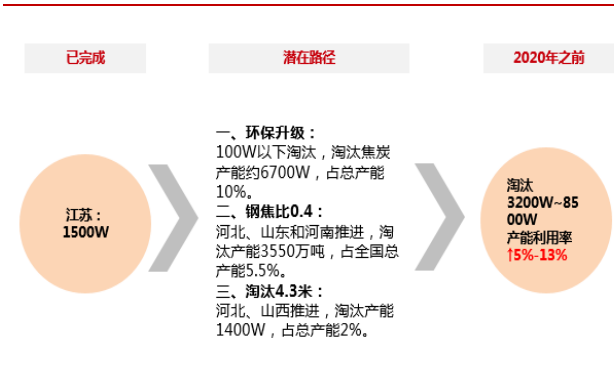 已完成
潜在路径
2020年之前
江苏：
1500W
一、环保升级：
100W以下淘汰，淘汰焦炭
产能约6700W，占总产能
10%。
二、钢焦比0.4：
河北、山东和河南推进，淘
汰产能3550万吨，占全国总
产能5.5%。
三、淘汰4.3米：
河北、山西推进，淘汰产能
1400W，占总产能2%。
淘汰
3200W~85
00W
产能利用率
↑5%-13%